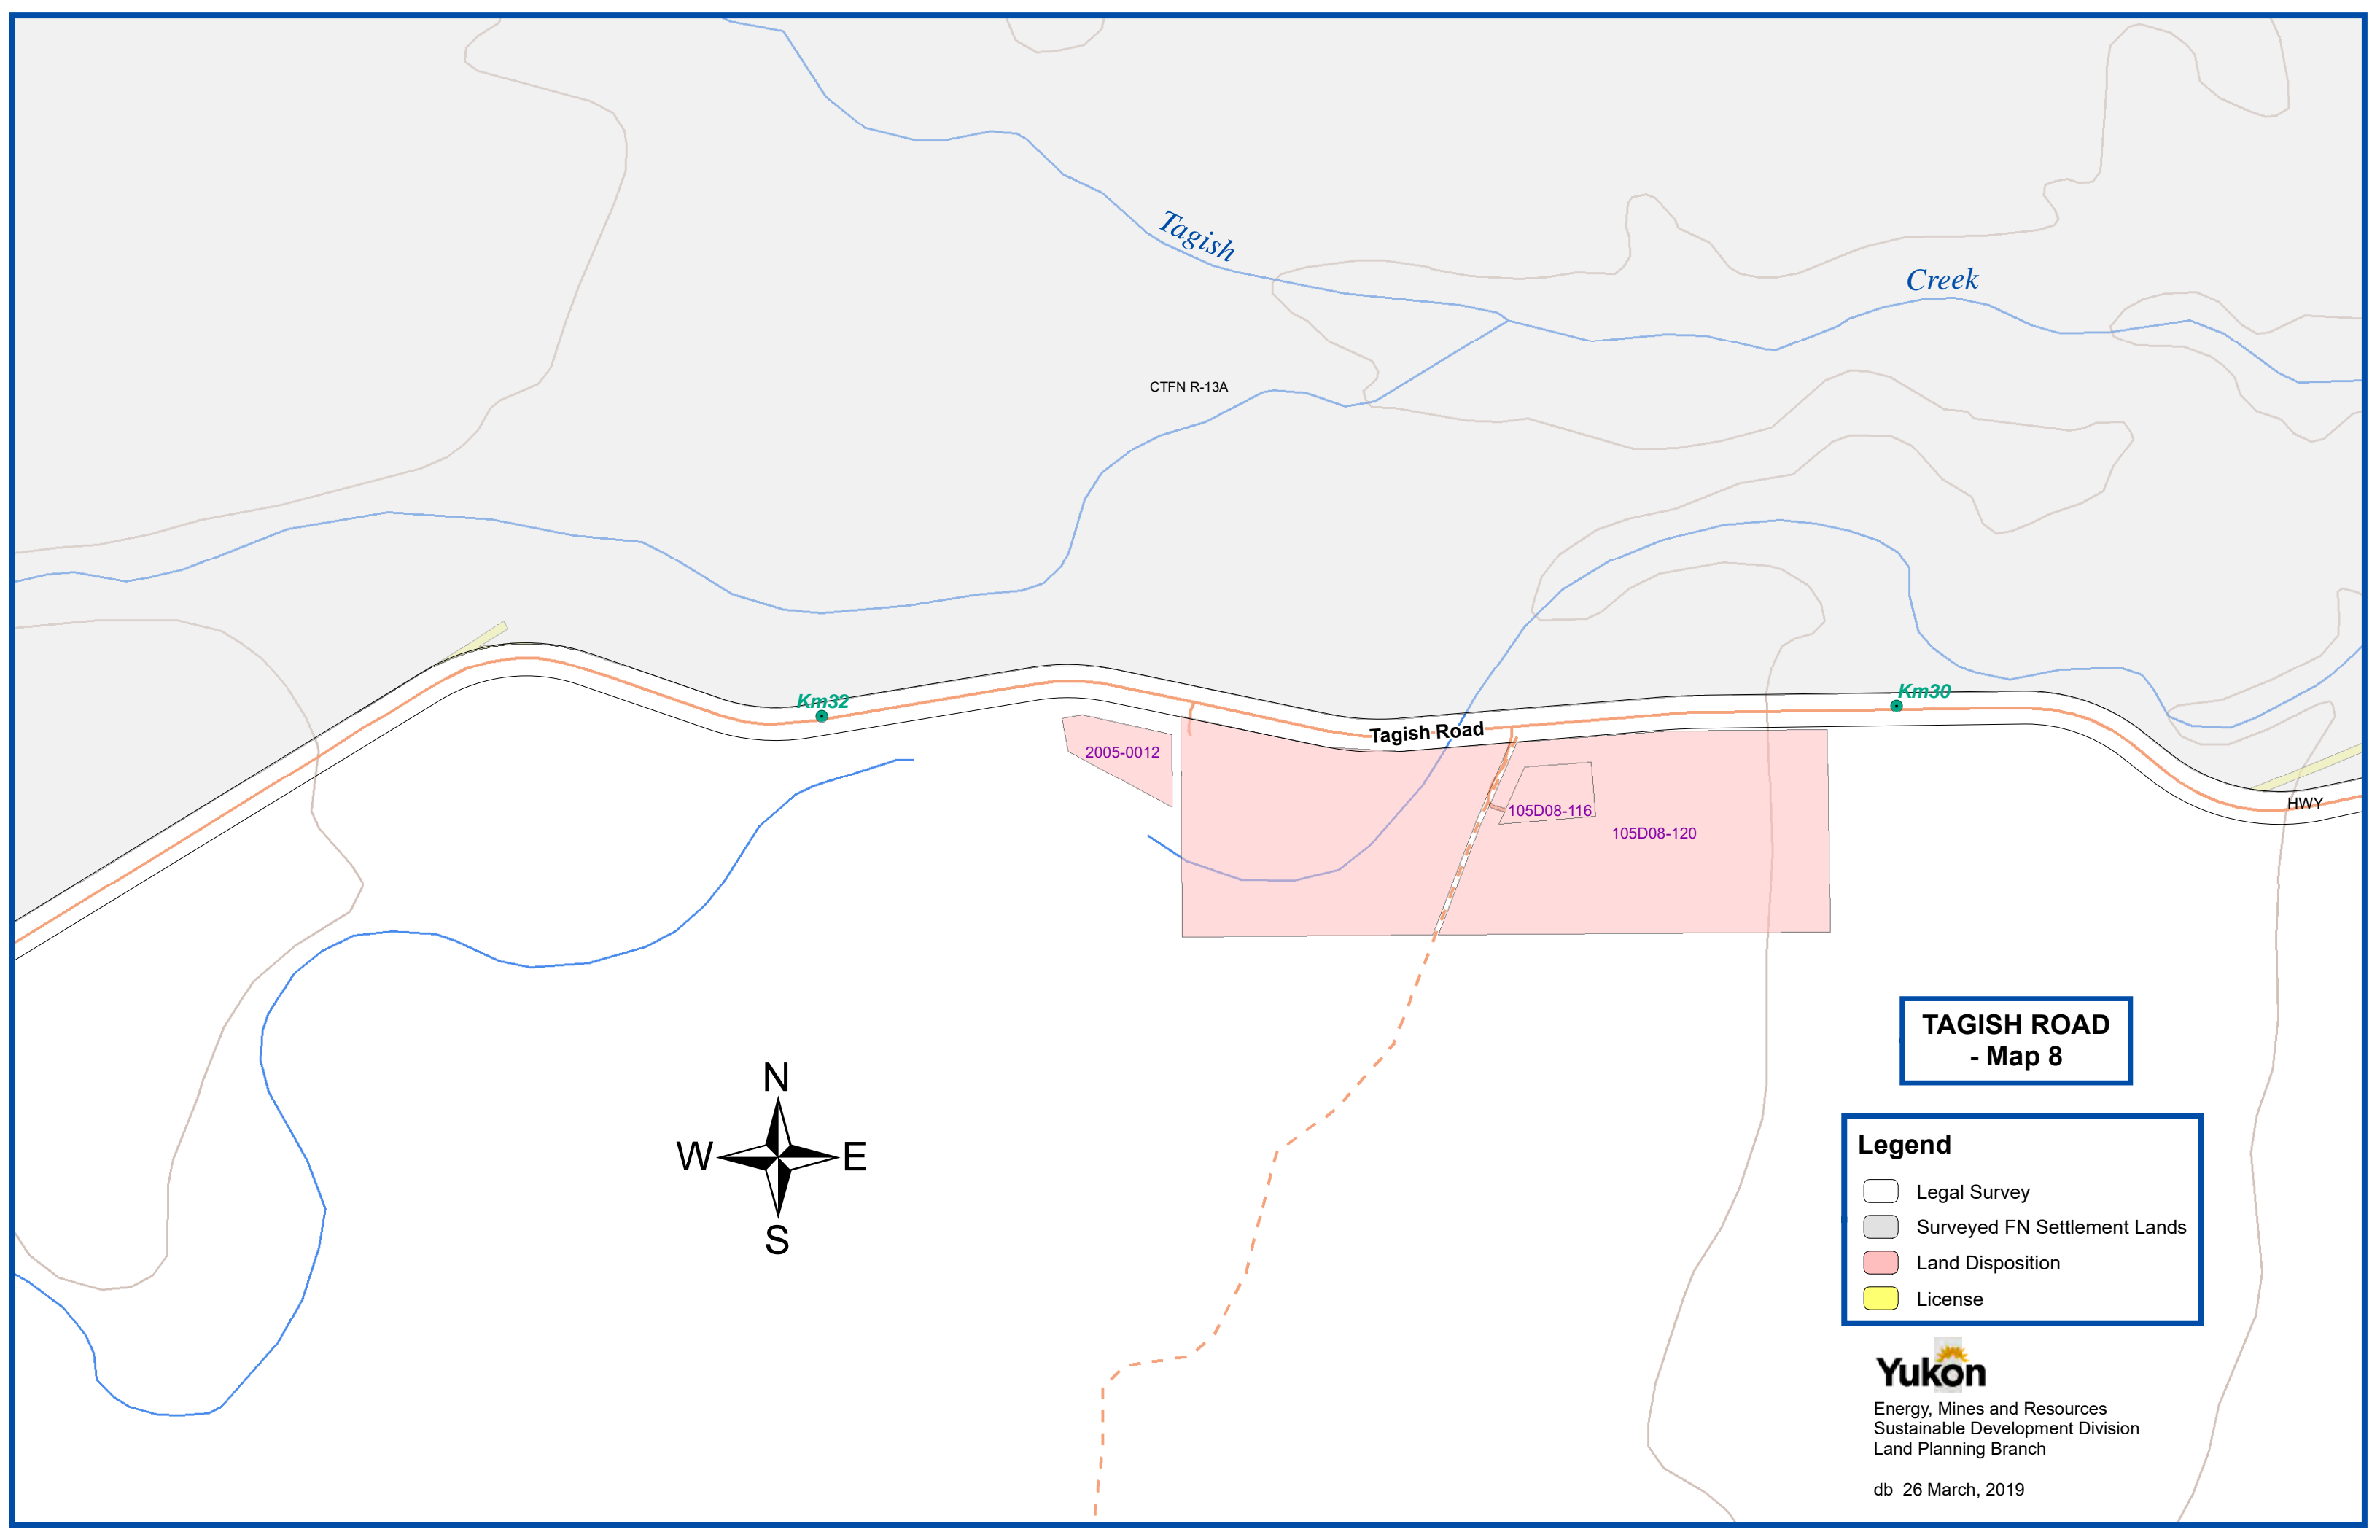 Tagish
Creek
CTFN R-13A
Km32
Km30
Tagish Road
2005-0012
105D08-116
105D08-120
HWY
TAGISH ROAD
- Map 8
N
W
E
S
Legend
Legal Survey
Surveyed FN Settlement Lands
Land Disposition
License
Yukon
Energy, Mines and Resources
Sustainable Development Division
Land Planning Branch
db 26 March, 2019